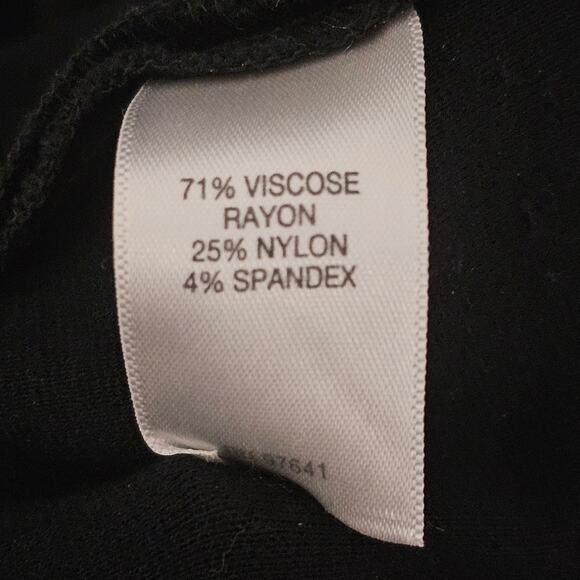 71% VISCOSE
RAYON
25% NYLON
4% SPANDEX